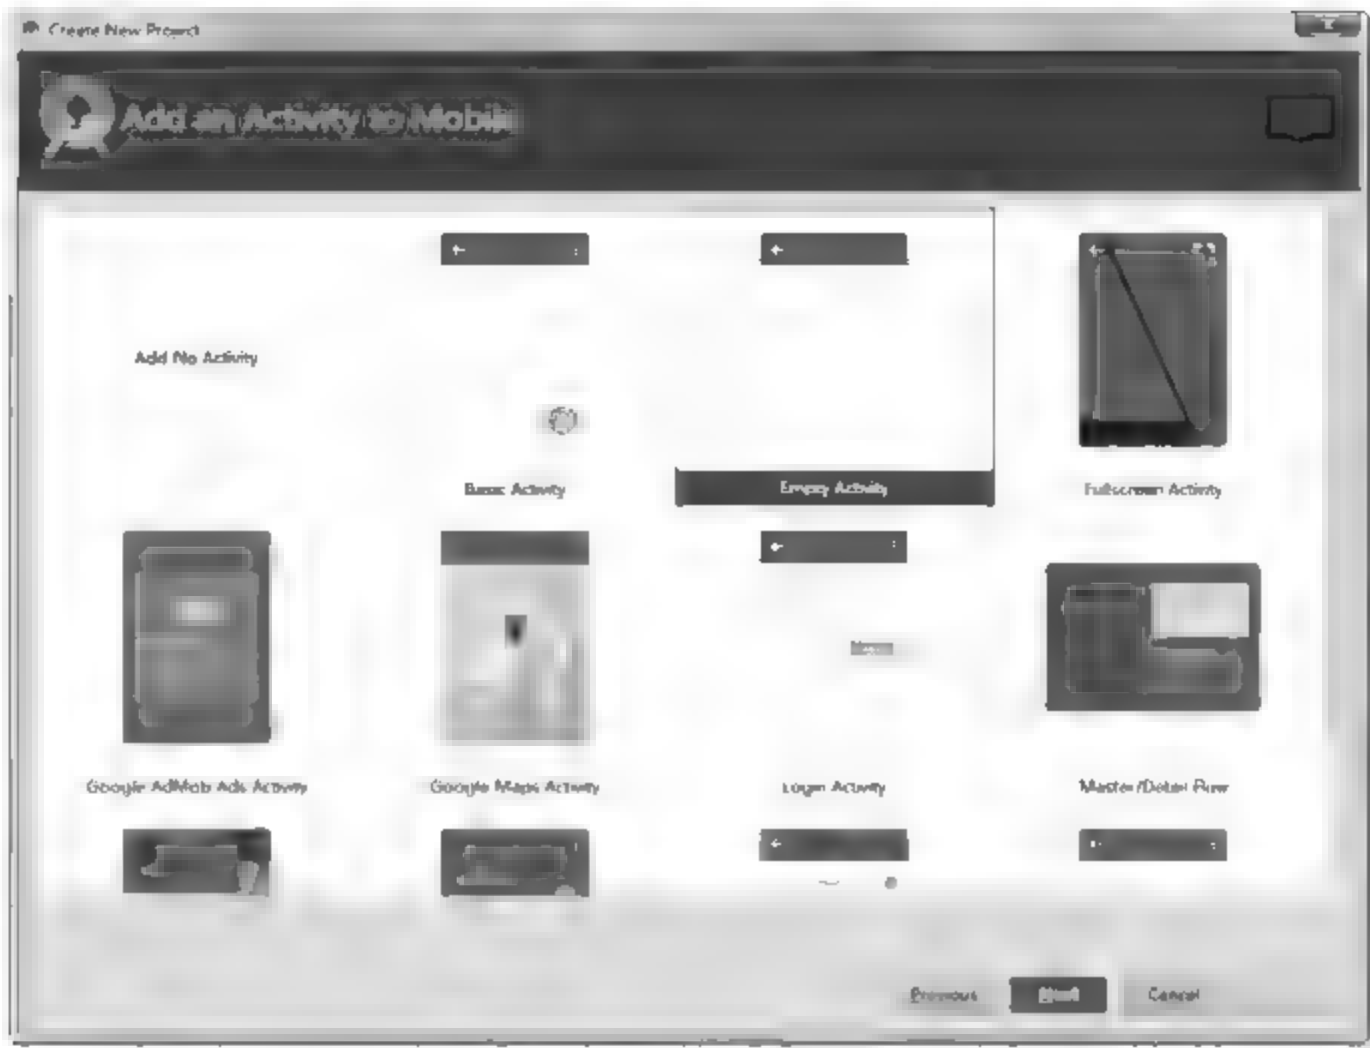 Create New Project
Add an Activity to Mobile
Add No Activity
Basic Activity
Empty Activity
Fullscreen Activity
Google AdMob Ads Activity
Google Maps Activity
Login Activity
Master/Detail Flow
Previous
Next
Cancel